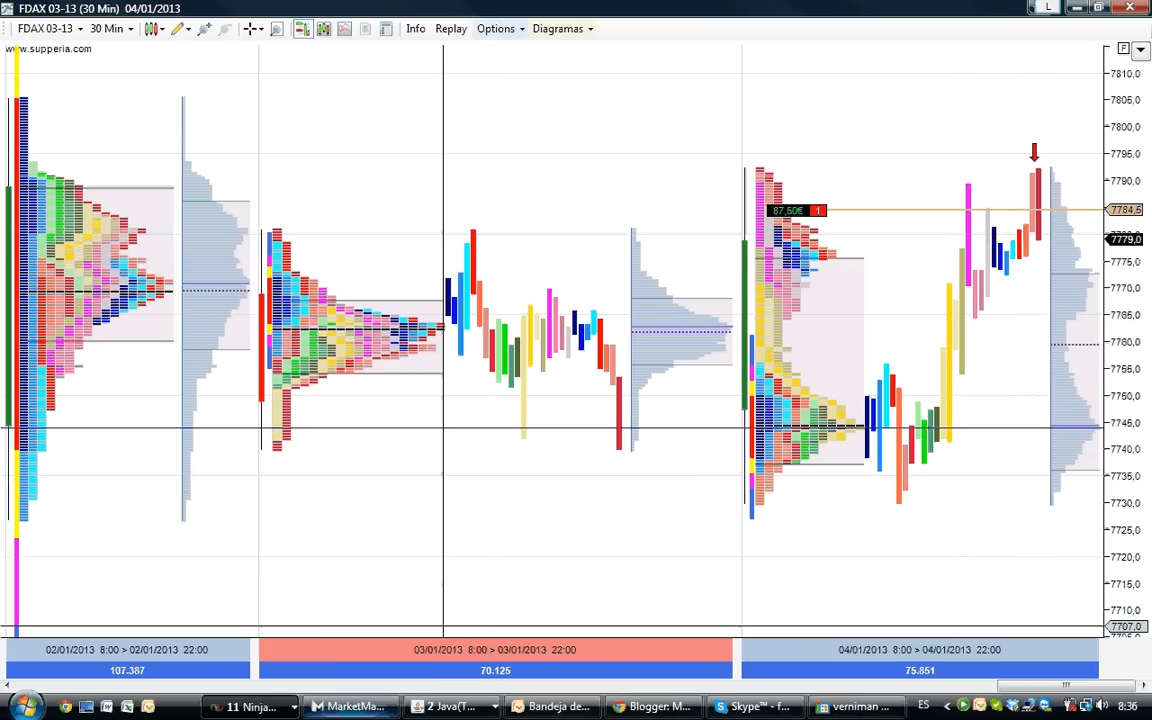 FDAX 03-13 (30 Min) 04/01/2013
L
FDAX 03-13 30 Min Info Replay Options Diagramas
www.supperia.com
F
7810,0
7805,0
7800,0
7795,0
7790,0
87,50€ 1
7784,5
7779,0
7775,0
7770,0
7765,0
7760,0
7755,0
7750,0
7745,0
7740,0
7735,0
7730,0
7725,0
7720,0
7715,0
7710,0
7707,0
02/01/2013 8:00 > 02/01/2013 22:00 03/01/2013 8:00 > 03/01/2013 22:00 04/01/2013 8:00 > 04/01/2013 22:00
107.387 70.125 75.851
11 Ninja... MarketMa... 2 Java(T... Bandeja de... Blogger: M... Skype™ - f... verniman ... ES 8:36